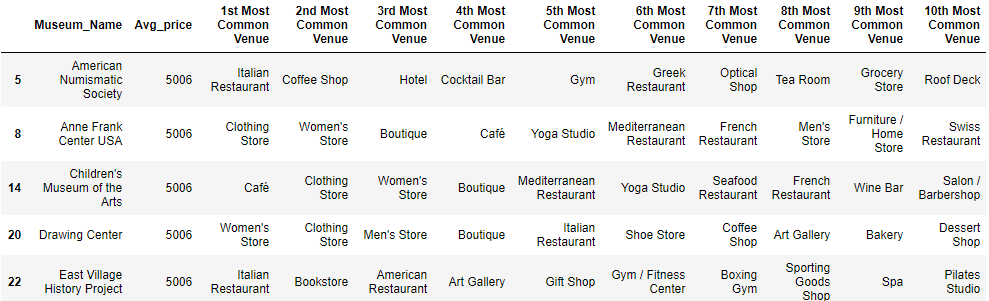 Museum_Name Avg_price 1st Most Common Venue 2nd Most Common Venue 3rd Most Common Venue 4th Most Common Venue 5th Most Common Venue 6th Most Common Venue 7th Most Common Venue 8th Most Common Venue 9th Most Common Venue 10th Most Common Venue
5 American Numismatic Society 5006 Italian Restaurant Coffee Shop Hotel Cocktail Bar Gym Greek Restaurant Optical Shop Tea Room Grocery Store Roof Deck
8 Anne Frank Center USA 5006 Clothing Store Women's Store Boutique Café Yoga Studio Mediterranean Restaurant French Restaurant Men's Store Furniture / Home Store Swiss Restaurant
14 Children's Museum of the Arts 5006 Café Clothing Store Women's Store Boutique Mediterranean Restaurant Yoga Studio Seafood Restaurant French Restaurant Wine Bar Salon / Barbershop
20 Drawing Center 5006 Women's Store Clothing Store Men's Store Boutique Italian Restaurant Shoe Store Coffee Shop Art Gallery Bakery Dessert Shop
22 East Village History Project 5006 Italian Restaurant Bookstore American Restaurant Art Gallery Gift Shop Gym / Fitness Center Boxing Gym Sporting Goods Shop Spa Pilates Studio